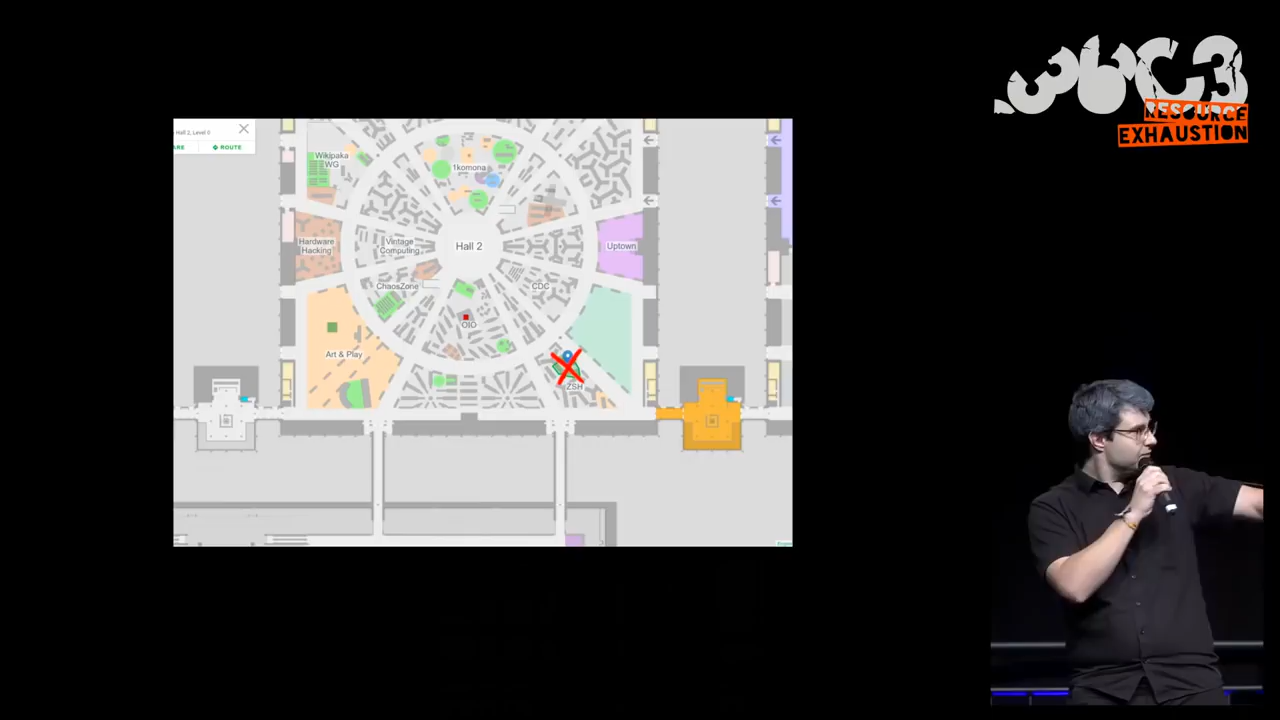 36C3
RESOURCE
EXHAUSTION
Hall 2, Level 0
ARE
ROUTE
Wikipaka
WG
1komona
Hardware
Hacking
Vintage
Computing
Hall 2
Uptown
ChaosZone
CDC
OIO
Art & Play
ZSH